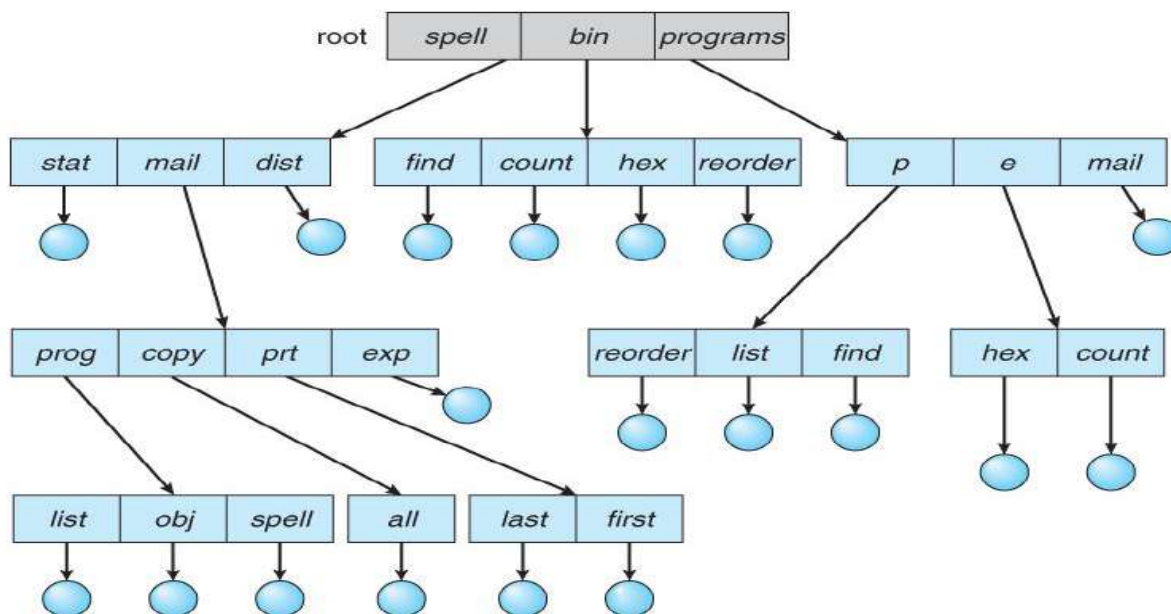 root spell bin programs
stat mail dist find count hex reorder p e mail
prog copy prt exp reorder list find hex count
list obj spell all last first